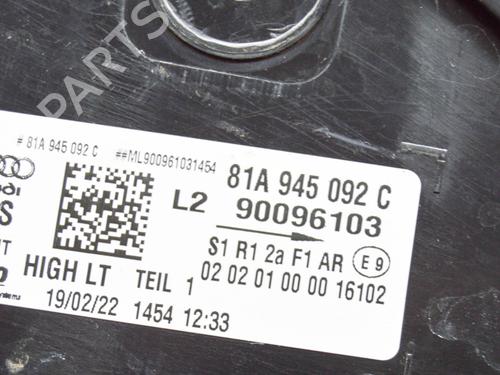 PARTS
# 81A 945 092 C ##ML900961031454
81A 945 092 C
L2 90096103
S1 R1 2a F1 AR E9
02 02 01 00 00 16102
HIGH LT TEIL 1
19/02/22 1454 12:33